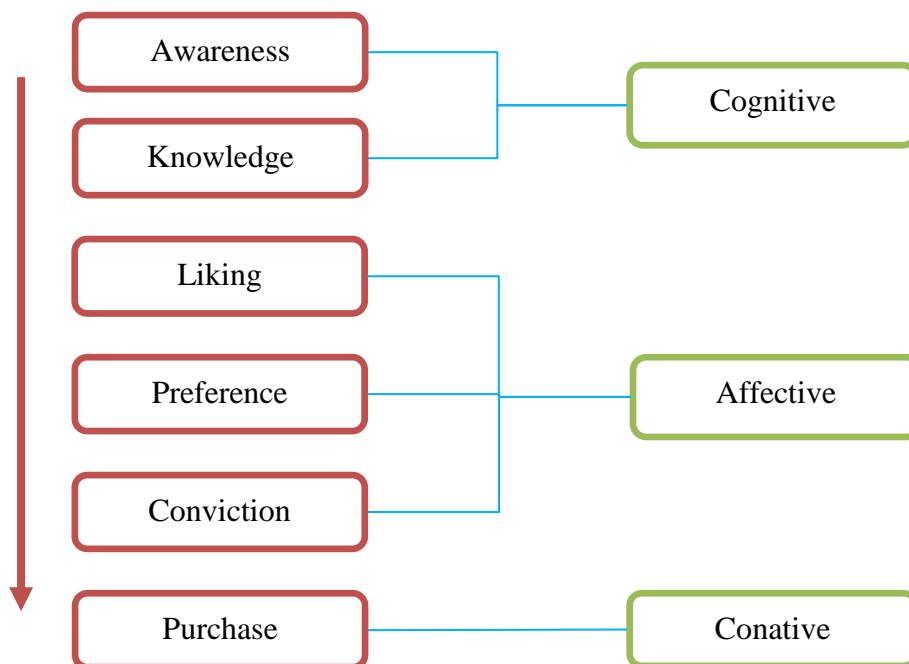 Awareness
Cognitive
Knowledge
Liking
Preference
Affective
Conviction
Purchase
Conative